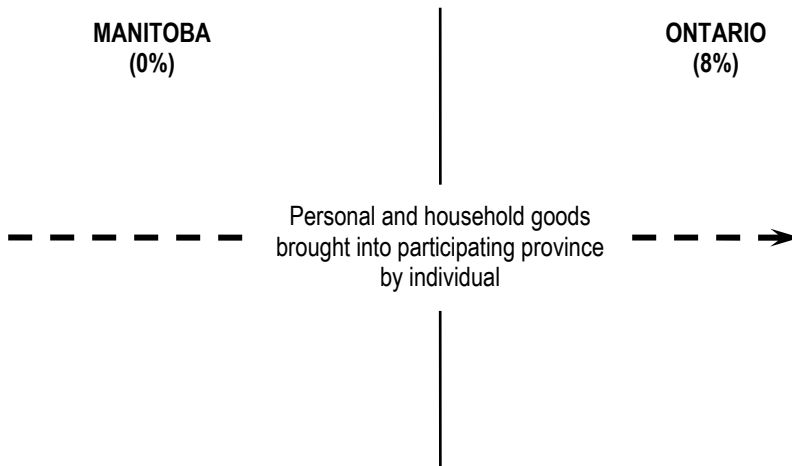 MANITOBA
(0%)
ONTARIO
(8%)
Personal and household goods
brought into participating province
by individual